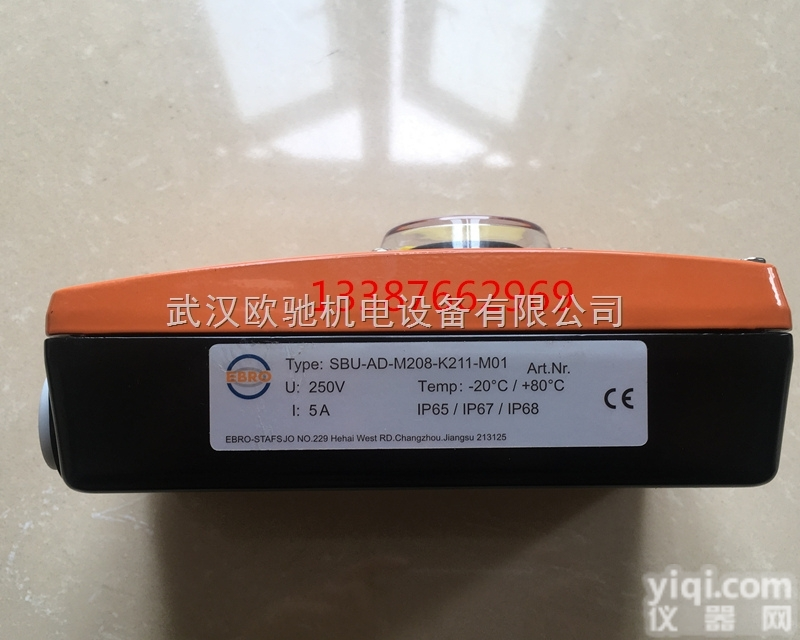 13387662969
武汉欧驰机电设备有限公司
EBRO
Type: SBU-AD-M208-K211-M01 Art.Nr.
U: 250V Temp: -20°C / +80°C
I: 5A IP65 / IP67 / IP68
CE
EBRO-STAFSJO NO.229 Hehai West RD.Changzhou.Jiangsu 213125
yiqi.com
仪器网